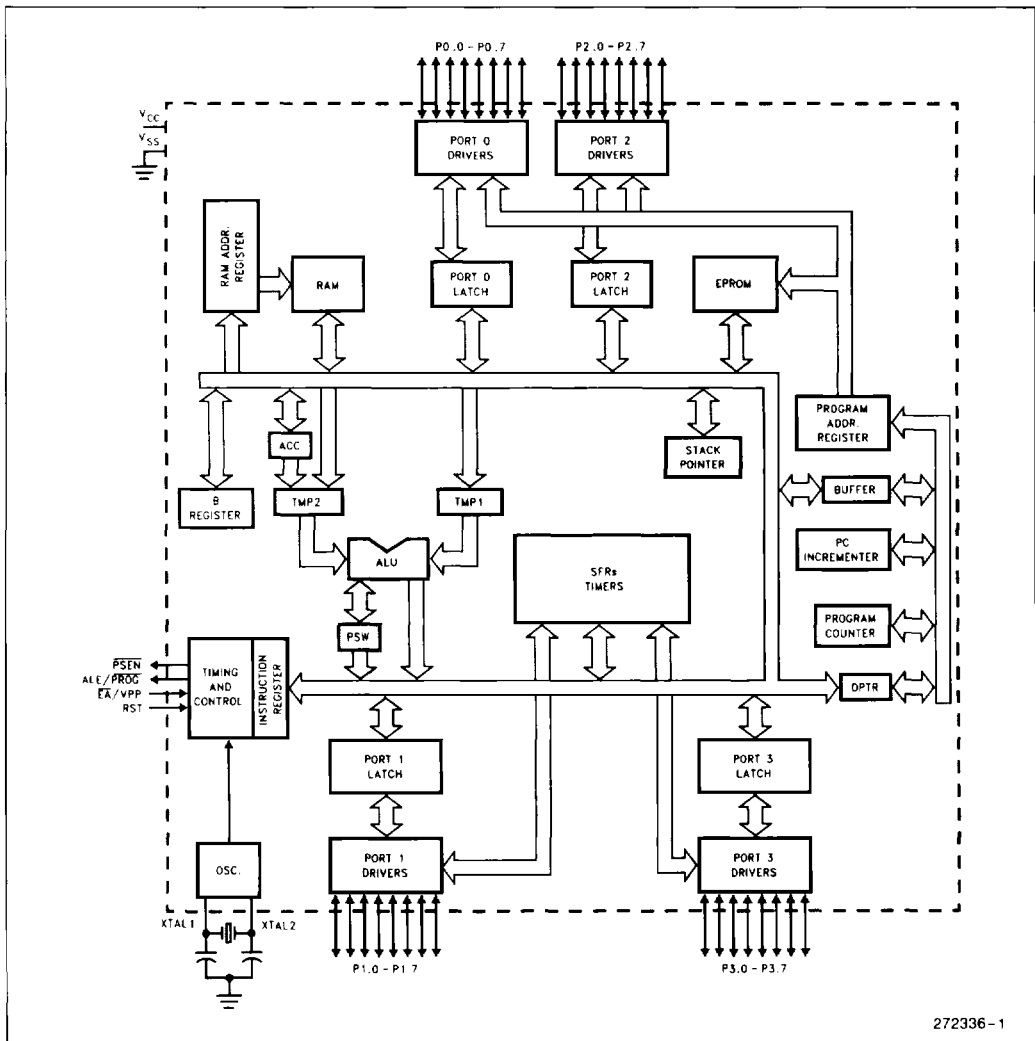 P0.0 – P0.7
P2.0 – P2.7
VCC
VSS
PORT 0
DRIVERS
PORT 2
DRIVERS
RAM ADDR.
REGISTER
RAM
PORT 0
LATCH
PORT 2
LATCH
EPROM
PROGRAM
ADDR.
REGISTER
ACC
STACK
POINTER
B
REGISTER
TMP2
TMP1
BUFFER
ALU
SFRs
TIMERS
PC
INCREMENTER
PSW
PROGRAM
COUNTER
PSEN
ALE/PROG
EA/VPP
RST
TIMING
AND
CONTROL
INSTRUCTION
REGISTER
DPTR
PORT 1
LATCH
PORT 3
LATCH
OSC.
PORT 1
DRIVERS
PORT 3
DRIVERS
XTAL1
XTAL2
P1.0 – P1.7
P3.0 – P3.7
272336–1